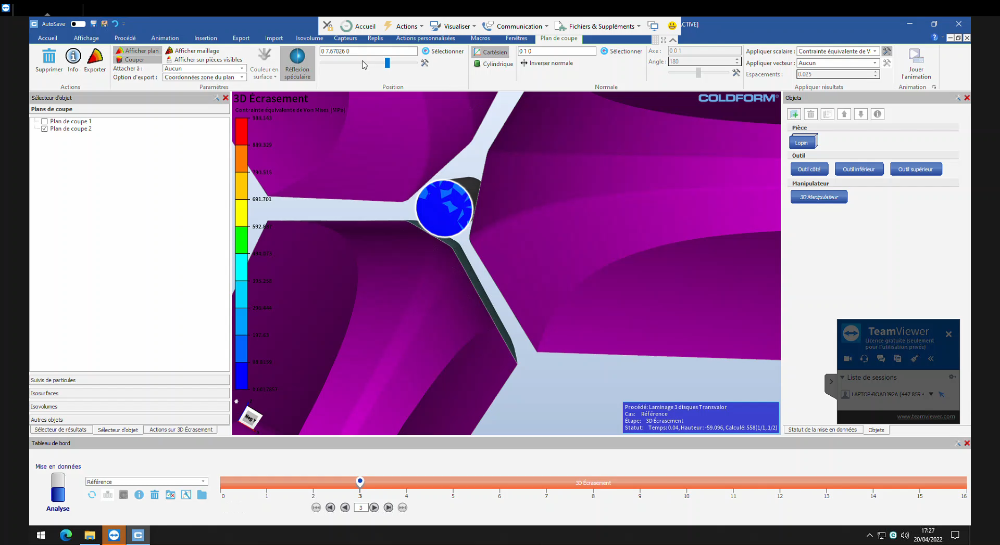 AutoSave
Accueil Actions Visualiser Communication Fichiers & Suppléments
CTIVE]
Accueil Affichage Procédé Animation Insertion Export Import Isovolume Capteurs Replis Actions personnalisées Macros Fenêtres Plan de coupe
Supprimer Info Exporter
Actions
Afficher plan Afficher maillage
Couper Afficher sur pièces visibles
Attacher à : Aucun
Option d'export : Coordonnées zone du plan
Couleur en surface
Réflexion spéculaire
Paramètres
0 7.67026 0 Sélectionner
Position
Cartésien 0 1 0 Sélectionner
Cylindrique Inverser normale
Axe : 0 0 1
Angle : 180
Normale
Appliquer scalaire : Contrainte équivalente de V
Appliquer vecteur : Aucun
Espacements : 0.025
Appliquer résultats
Jouer l'animation
Animation
Sélecteur d'objet
Plans de coupe
Plan de coupe 1
Plan de coupe 2
Suivis de particules
Isosurfaces
Isovolumes
Autres objets
Sélecteur de résultats Sélecteur d'objet Actions sur 3D Écrasement
3D Écrasement
Contrainte équivalente de Von Mises (MPa)
COLDFORM
988.143
889.329
790.515
691.701
592.887
494.073
395.258
296.444
197.63
98.8159
Neg Y
Procédé: Laminage 3 disques Transvalor
Cas: Référence
Étape: 3D Écrasement
Statut: Temps: 0.04, Hauteur: -59.096, Calculé: 558(1/1, 1/2)
Objets
Pièce
Lopin
Outil
Outil côté Outil inférieur Outil supérieur
Manipulateur
3D Manipulateur
TeamViewer
Licence gratuite (seulement
pour l'utilisation privée)
Liste de sessions
LAPTOP-BOADJ92A (447 859
www.teamviewer.com
Statut de la mise en données Objets
Tableau de bord
Mise en données
Référence
Analyse
3D Écrasement
0 1 2 3 4 5 6 7 8 9 10 11 12 13 14 15 16
3
17:27
20/04/2022